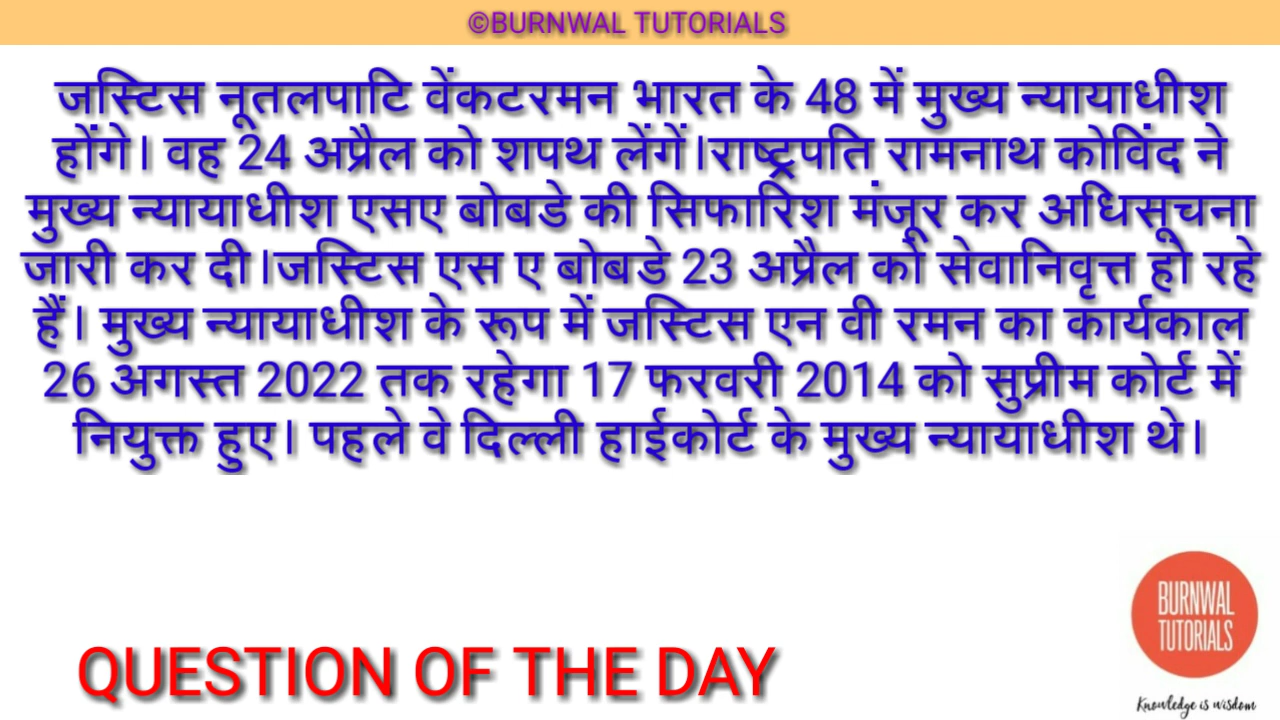 ©BURNWAL TUTORIALS
जस्टिस नूतलपाटि वेंकटरमन भारत के 48 में मुख्य न्यायाधीश
होंगे। वह 24 अप्रैल को शपथ लेंगें।राष्ट्रपति रामनाथ कोविंद ने
मुख्य न्यायाधीश एसए बोबडे की सिफारिश मंजूर कर अधिसूचना
जारी कर दी।जस्टिस एस ए बोबडे 23 अप्रैल को सेवानिवृत्त हो रहे
हैं। मुख्य न्यायाधीश के रूप में जस्टिस एन वी रमन का कार्यकाल
26 अगस्त 2022 तक रहेगा 17 फरवरी 2014 को सुप्रीम कोर्ट में
नियुक्त हुए। पहले वे दिल्ली हाईकोर्ट के मुख्य न्यायाधीश थे।
BURNWAL
TUTORIALS
Knowledge is wisdom
QUESTION OF THE DAY